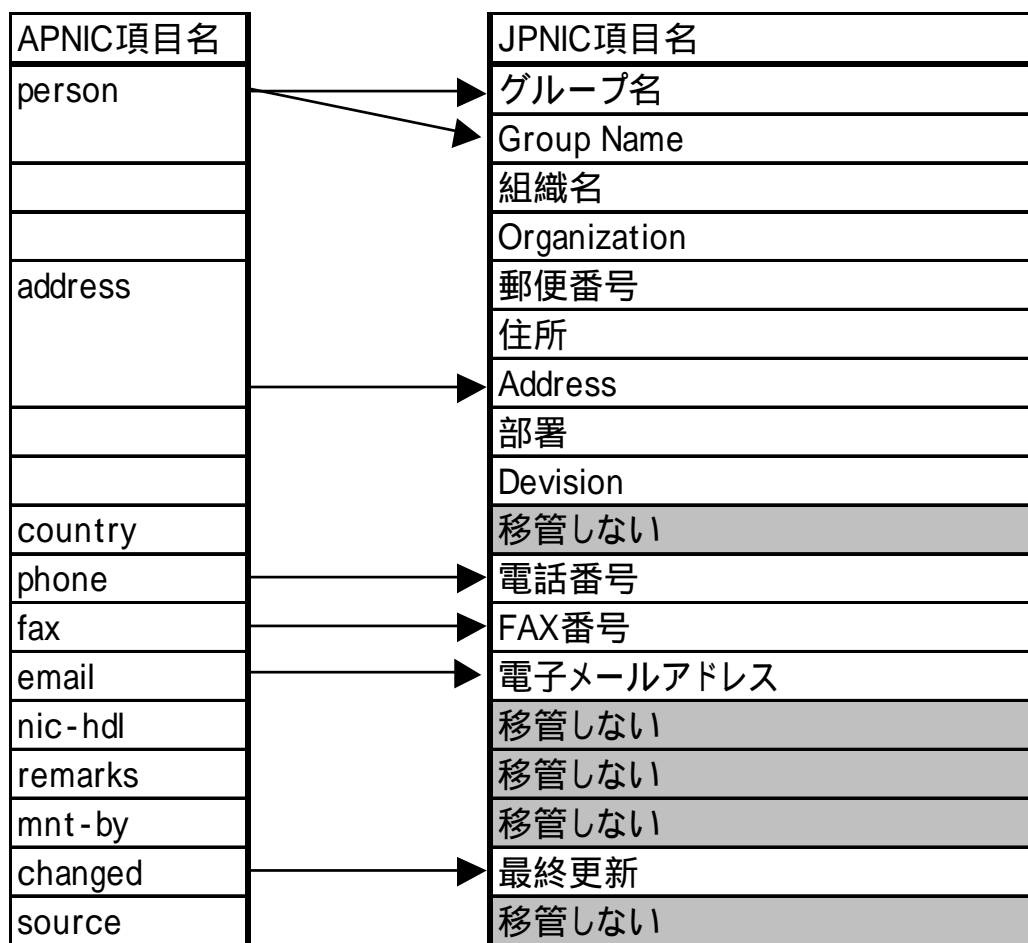 APNIC項目名 JPNIC項目名
person グループ名
Group Name
組織名
Organization
address 郵便番号
住所
Address
部署
Devision
country 移管しない
phone 電話番号
fax FAX番号
email 電子メールアドレス
nic-hdl 移管しない
remarks 移管しない
mnt-by 移管しない
changed 最終更新
source 移管しない